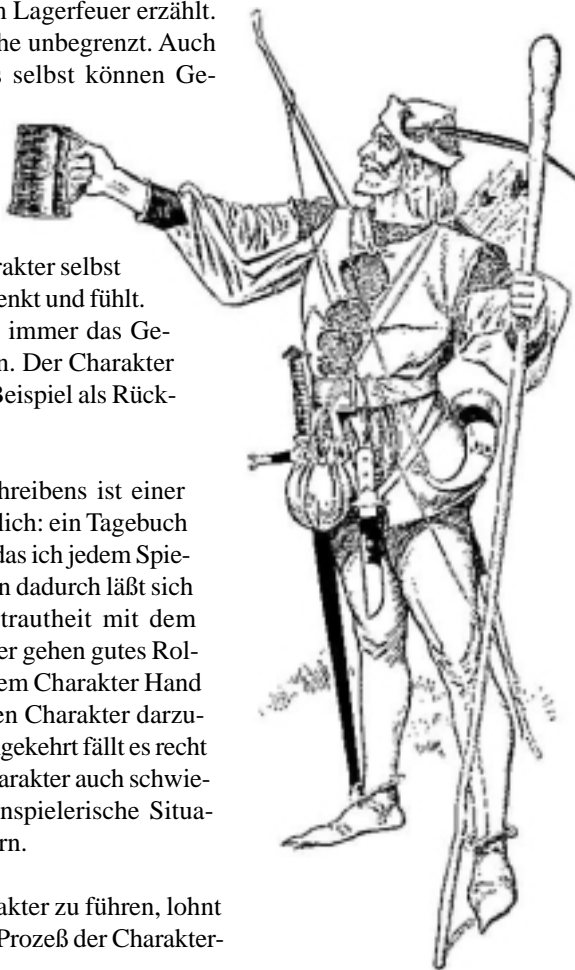 n Lagerfeuer erzählt.
che unbegrenzt. Auch
s selbst können Ge-
rakter selbst
enkt und fühlt.
immer das Ge-
n. Der Charakter
Beispiel als Rück-
hreibens ist einer
lich: ein Tagebuch
das ich jedem Spie-
n dadurch läßt sich
trautheit mit dem
er gehen gutes Rol-
em Charakter Hand
en Charakter darzu-
gekehrt fällt es recht
arakter auch schwie-
nspielerische Situa-
rn.
akter zu führen, lohnt
Prozeß der Charakter-